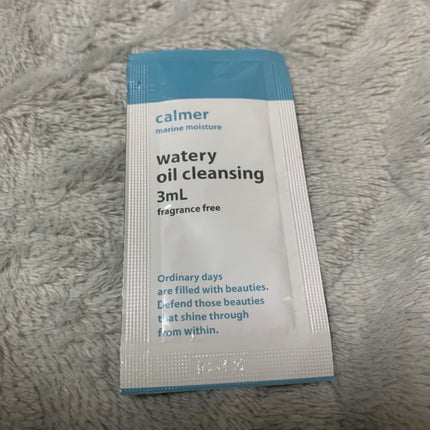 calmer
marine moisture
watery
oil cleansing
3mL
fragrance free
Ordinary days
are filled with beauties.
Defend those beauties
that shine through
from within.